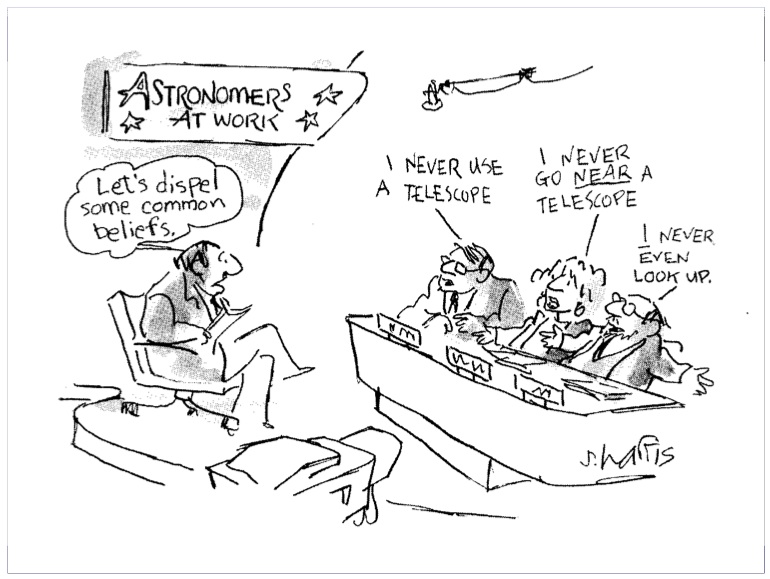 ASTRONOMERS
AT WORK
Let's dispel
some common
beliefs.
I NEVER USE
A TELESCOPE
I NEVER
GO NEAR A
TELESCOPE
I NEVER
EVEN
LOOK UP.
S. harris